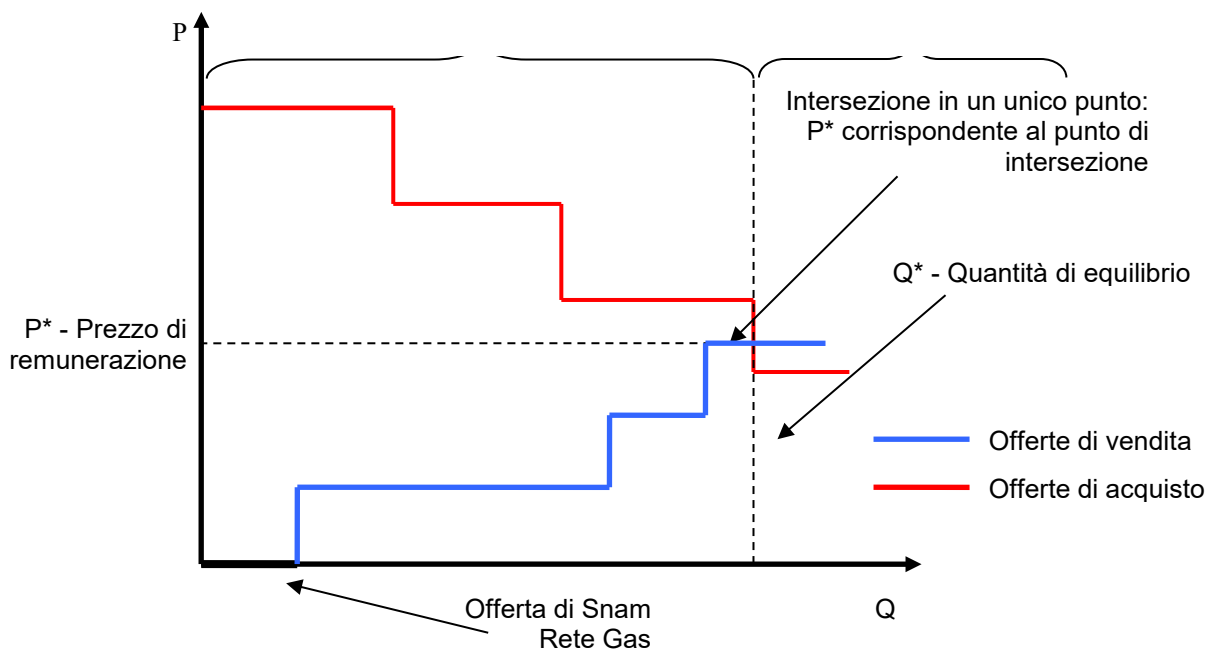 P
Intersezione in un unico punto:
P* corrispondente al punto di
intersezione
Q* - Quantità di equilibrio
P* - Prezzo di
remunerazione
Offerte di vendita
Offerte di acquisto
Offerta di Snam
Rete Gas
Q